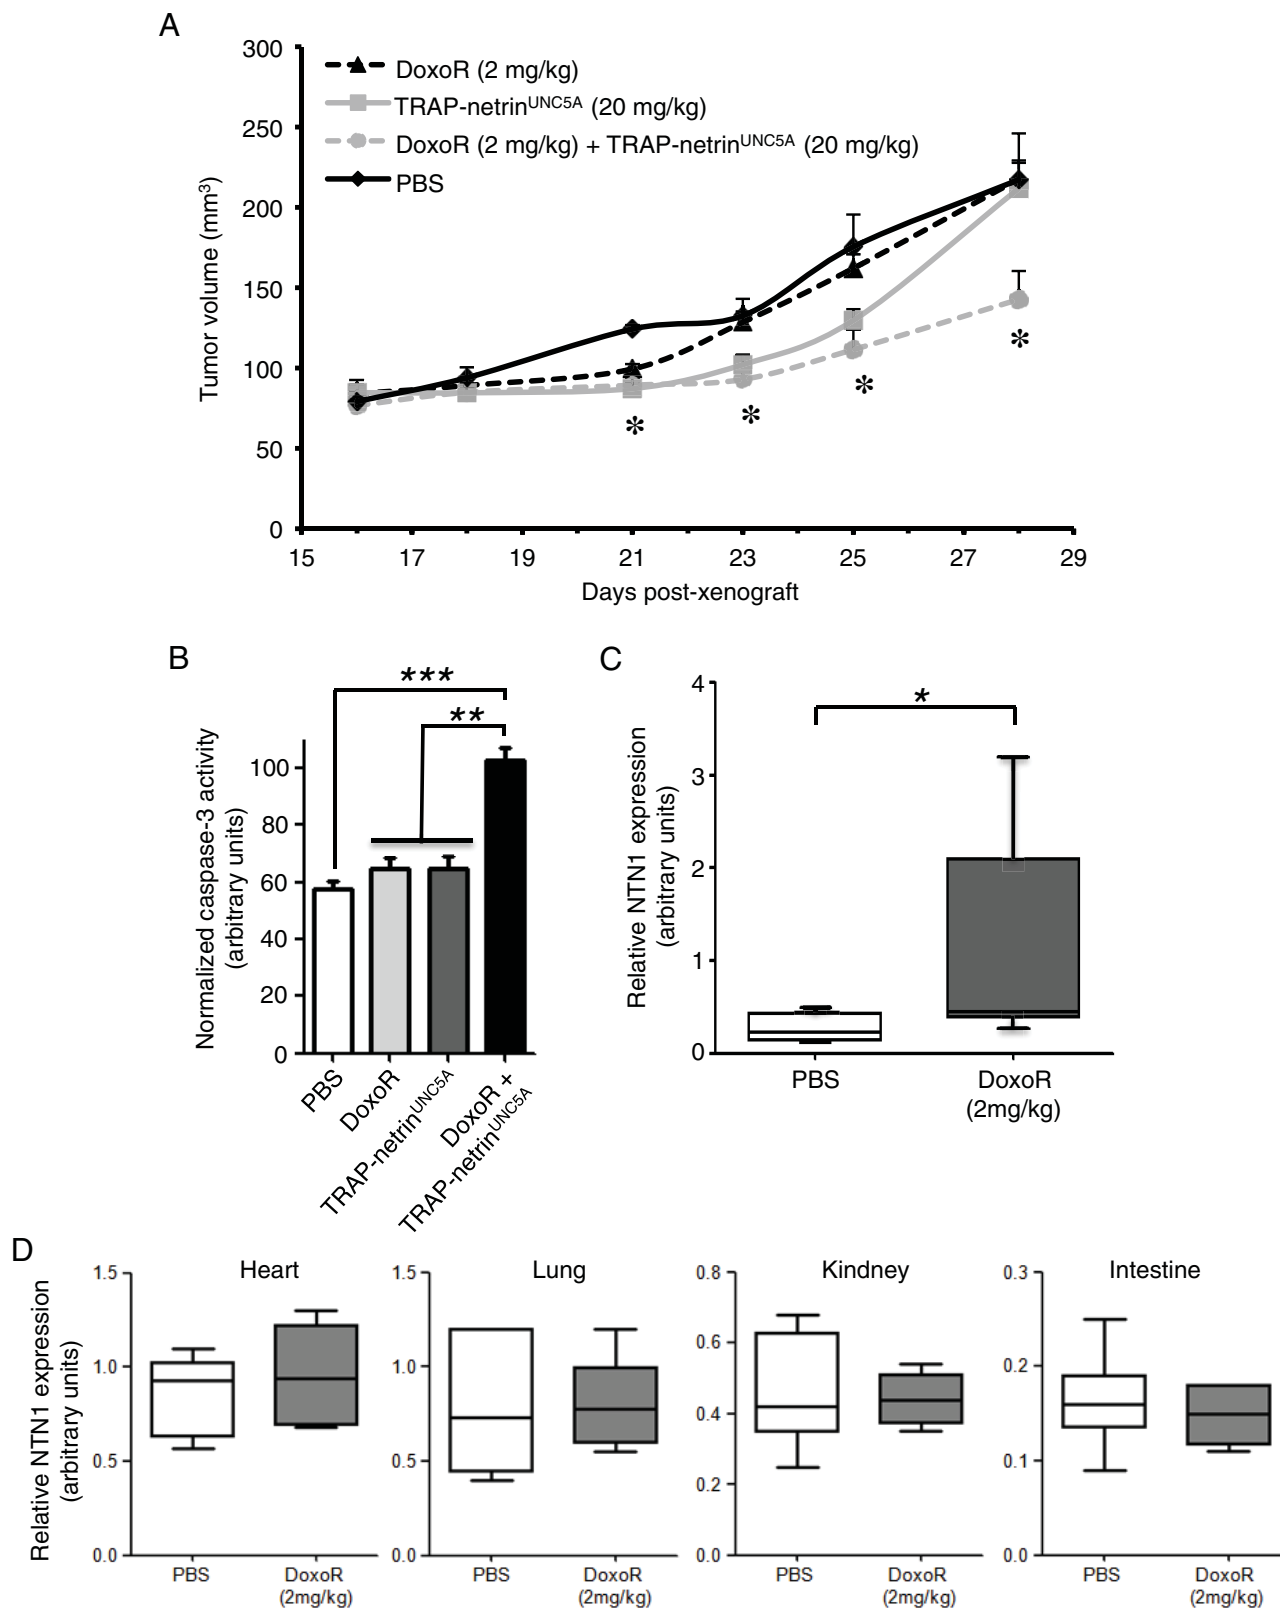 A
300
250
200
150
100
50
0
Tumor volume (mm³)
DoxoR (2 mg/kg)
TRAP-netrinUNC5A (20 mg/kg)
DoxoR (2 mg/kg) + TRAP-netrinUNC5A (20 mg/kg)
PBS
* * * *
15 17 19 21 23 25 27 29
Days post-xenograft
B
Normalized caspase-3 activity
(arbitrary units)
100
80
60
40
20
0
***
**
PBS
DoxoR
TRAP-netrinUNC5A
DoxoR +
TRAP-netrinUNC5A
C
Relative NTN1 expression
(arbitrary units)
4
3
2
1
0
*
PBS
DoxoR
(2mg/kg)
D
Relative NTN1 expression
(arbitrary units)
Heart
1.5
1.0
0.5
0.0
PBS
DoxoR
(2mg/kg)
Lung
1.5
1.0
0.5
0.0
PBS
DoxoR
(2mg/kg)
Kindney
0.8
0.6
0.4
0.2
0.0
PBS
DoxoR
(2mg/kg)
Intestine
0.3
0.2
0.1
0.0
PBS
DoxoR
(2mg/kg)